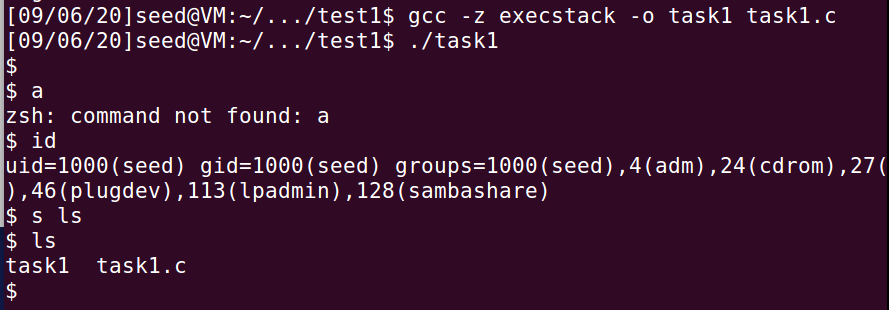 [09/06/20]seed@VM:~/.../test1$ gcc -z execstack -o task1 task1.c
[09/06/20]seed@VM:~/.../test1$ ./task1
$
$ a
zsh: command not found: a
$ id
uid=1000(seed) gid=1000(seed) groups=1000(seed),4(adm),24(cdrom),27(
),46(plugdev),113(lpadmin),128(sambashare)
$ s ls
$ ls
task1  task1.c
$